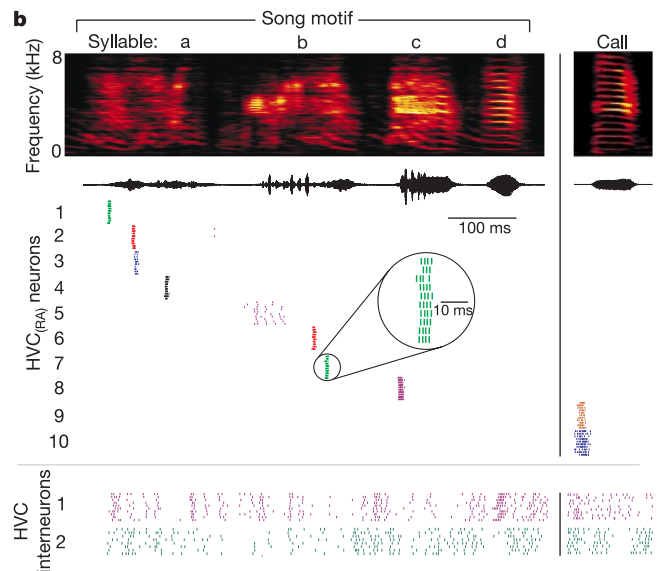 b
Song motif
Syllable: a b c d Call
Frequency (kHz)
8
0
100 ms
HVC(RA) neurons
1
2
3
4
5
6
7
8
9
10
10 ms
HVC interneurons
1
2